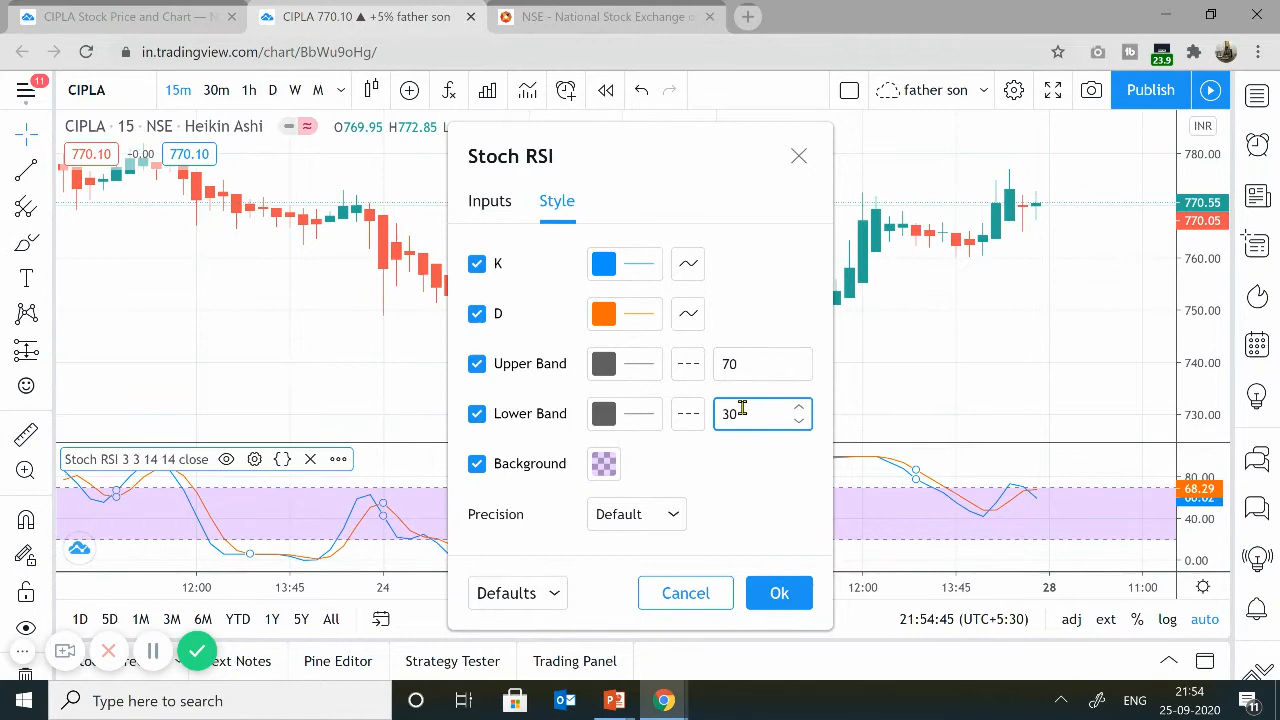 CIPLA Stock Price and Chart — N
CIPLA 770.10 ▲ +5% father son
NSE - National Stock Exchange o
in.tradingview.com/chart/BbWu9oHg/
23.9
11
CIPLA
15m 30m 1h D W M
father son
Publish
CIPLA · 15 · NSE · Heikin Ashi
O769.95 H772.85
INR
770.10 -0.00 770.10
780.00
770.55
770.05
760.00
750.00
740.00
730.00
Stoch RSI
Inputs Style
K
D
Upper Band 70
Lower Band 30
Background
Precision Default
Defaults Cancel Ok
Stoch RSI 3 3 14 14 close
80.00
68.29
40.00
0.00
12:00 13:45 24 12:00 13:45 28 11:00
1D 5D 1M 3M 6M YTD 1Y 5Y All
21:54:45 (UTC+5:30) adj ext % log auto
ext Notes Pine Editor Strategy Tester Trading Panel
Type here to search
ENG
21:54
25-09-2020
11